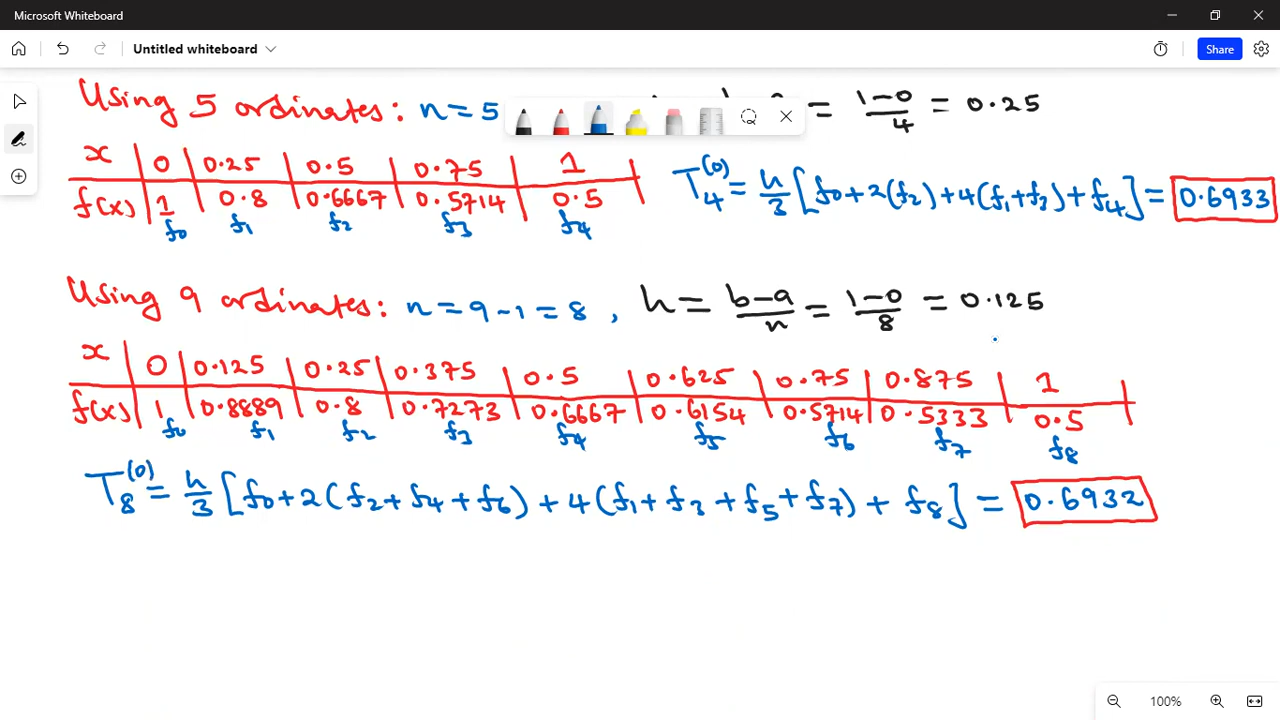 Microsoft Whiteboard
Untitled whiteboard
Share
Using 5 ordinates: n=5 = 1-0/4 = 0.25
x 0 0.25 0.5 0.75 1
f(x) 1 0.8 0.6667 0.5714 0.5
f0 f1 f2 f3 f4
T4^(0) = h/3 [f0+2(f2)+4(f1+f3)+f4] = 0.6933
Using 9 ordinates: n=9-1=8, h = b-a/n = 1-0/8 = 0.125
x 0 0.125 0.25 0.375 0.5 0.625 0.75 0.875 1
f(x) 1 0.8889 0.8 0.7273 0.6667 0.6154 0.5714 0.5333 0.5
f0 f1 f2 f3 f4 f5 f6 f7 f8
T8^(0) = h/3 [f0+2(f2+f4+f6)+4(f1+f3+f5+f7)+f8] = 0.6932
100%